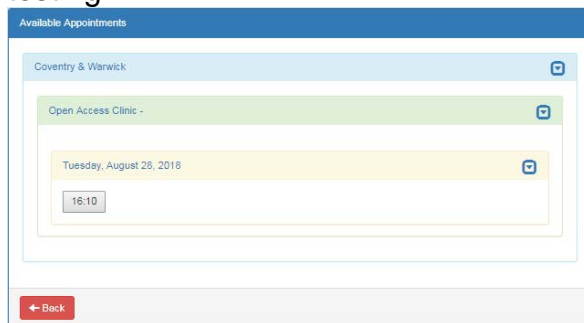 Available Appointments
Coventry & Warwick
Open Access Clinic -
Tuesday, August 28, 2018
16:10
Back